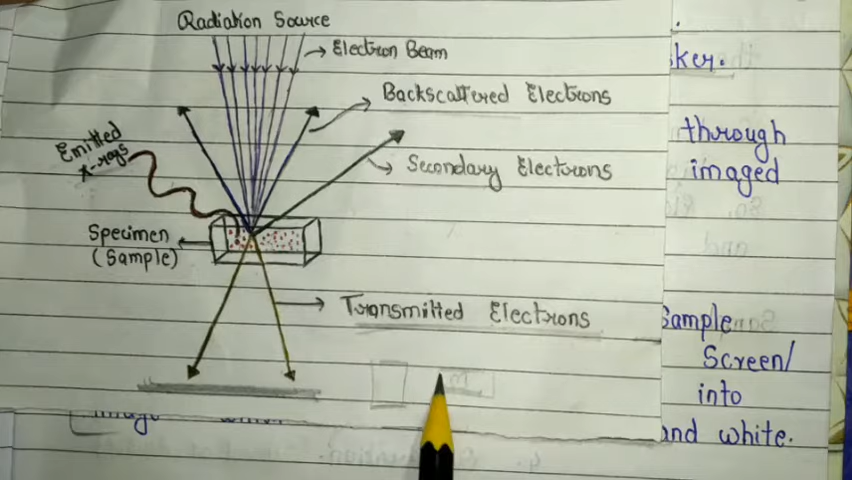 Radiation Source
Electron Beam
Backscattered Electrons
Emitted
X-rays
Secondary Electrons
Specimen
(Sample)
Transmitted Electrons
ker.
through
imaged
Sample
Screen/
into
and white.